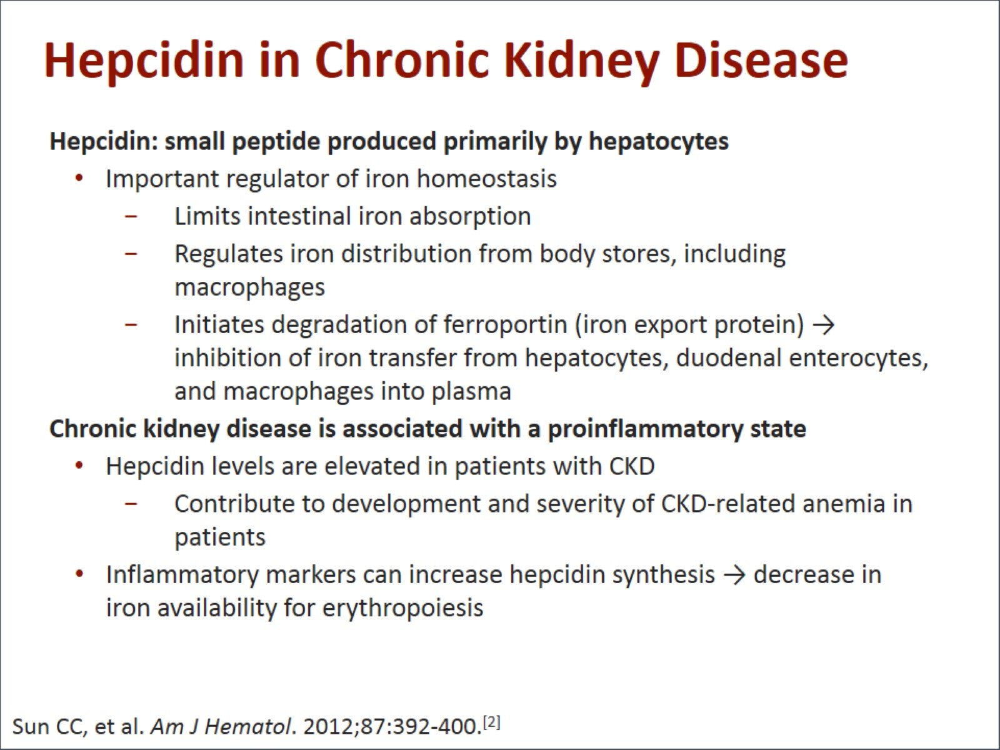 Hepcidin in Chronic Kidney Disease
Hepcidin: small peptide produced primarily by hepatocytes
• Important regulator of iron homeostasis
– Limits intestinal iron absorption
– Regulates iron distribution from body stores, including
macrophages
– Initiates degradation of ferroportin (iron export protein) →
inhibition of iron transfer from hepatocytes, duodenal enterocytes,
and macrophages into plasma
Chronic kidney disease is associated with a proinflammatory state
• Hepcidin levels are elevated in patients with CKD
– Contribute to development and severity of CKD-related anemia in
patients
• Inflammatory markers can increase hepcidin synthesis → decrease in
iron availability for erythropoiesis
Sun CC, et al. Am J Hematol. 2012;87:392-400.[2]